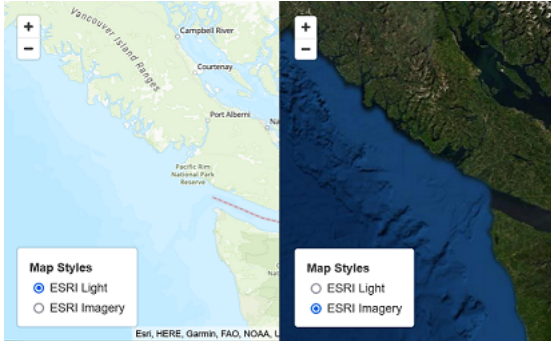 +
−
Vancouver Island Ranges
Campbell River
Courtenay
Port Alberni
Na
Pacific Rim
National Park
Reserve
Map Styles
ESRI Light
ESRI Imagery
Esri, HERE, Garmin, FAO, NOAA, U
+
−
Map Styles
ESRI Light
ESRI Imagery